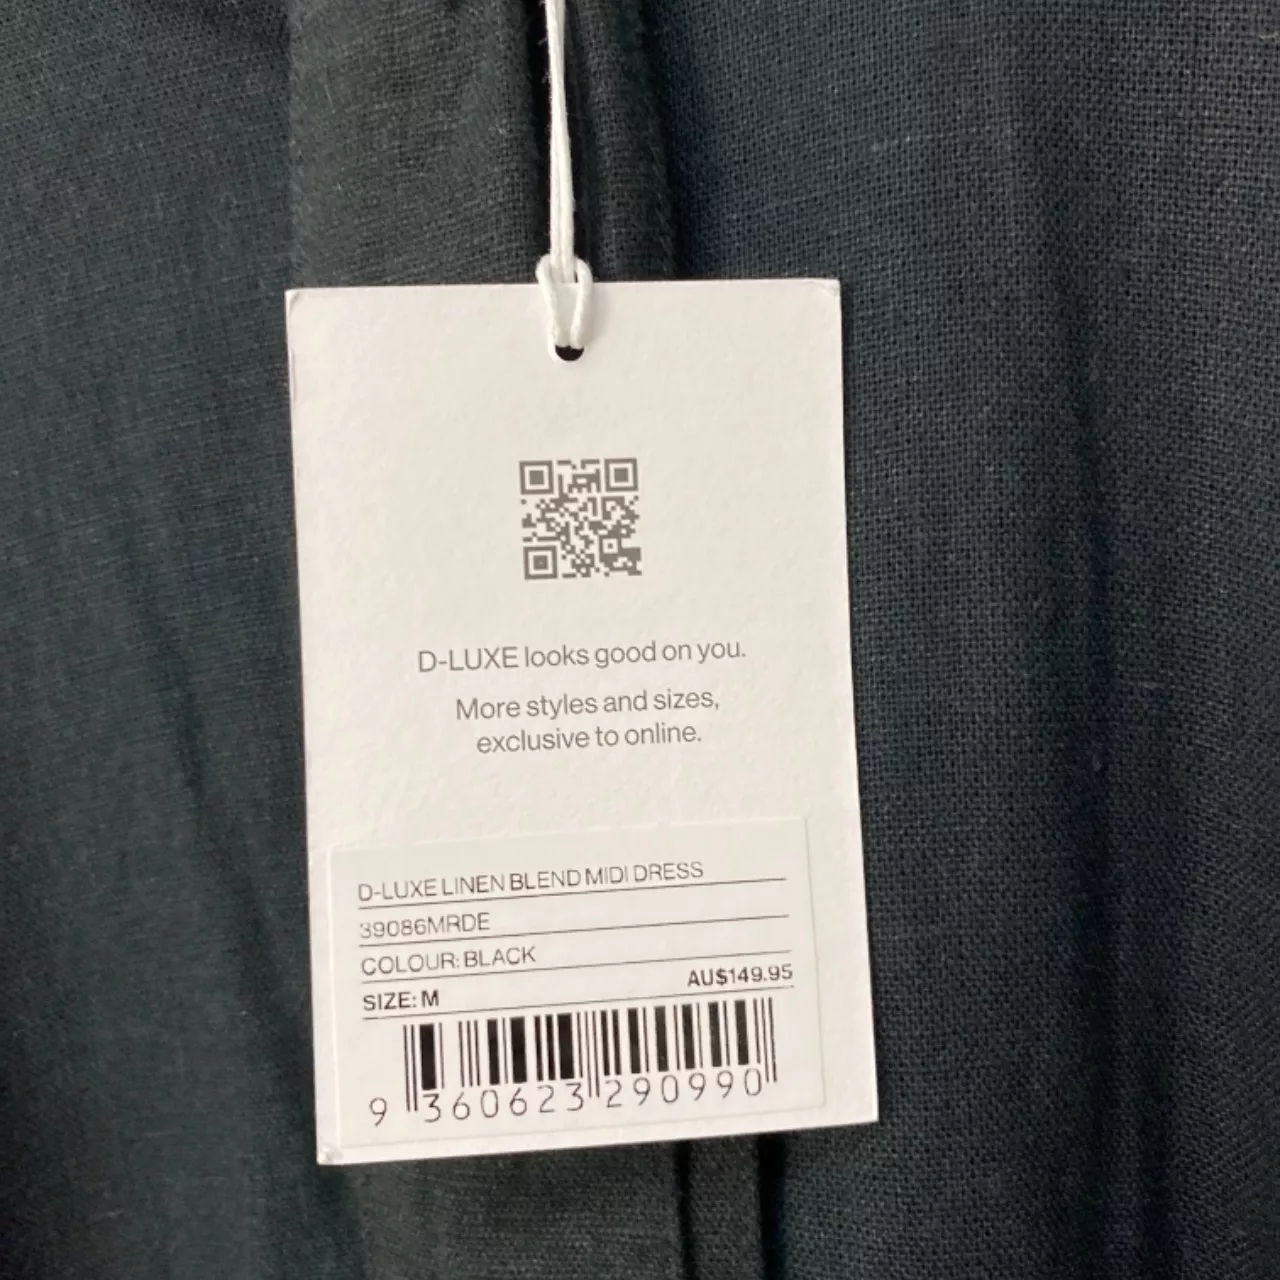 D-LUXE looks good on you.
More styles and sizes,
exclusive to online.
D-LUXE LINEN BLEND MIDI DRESS
39086MRDE
COLOUR: BLACK
SIZE: M AU$149.95
9 360623 290990